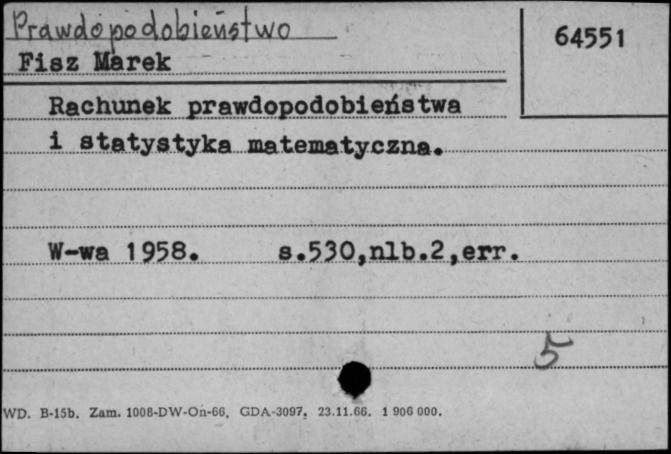 Prawdopodobieństwo
64551
Fisz Marek
Rachunek prawdopodobieństwa
i statystyka matematyczna.
W-wa 1958. s.530,nlb.2,err.
5
WD. B-15b. Zam. 1008-DW-On-66. GDA-3097. 23.11.66. 1 906 000.